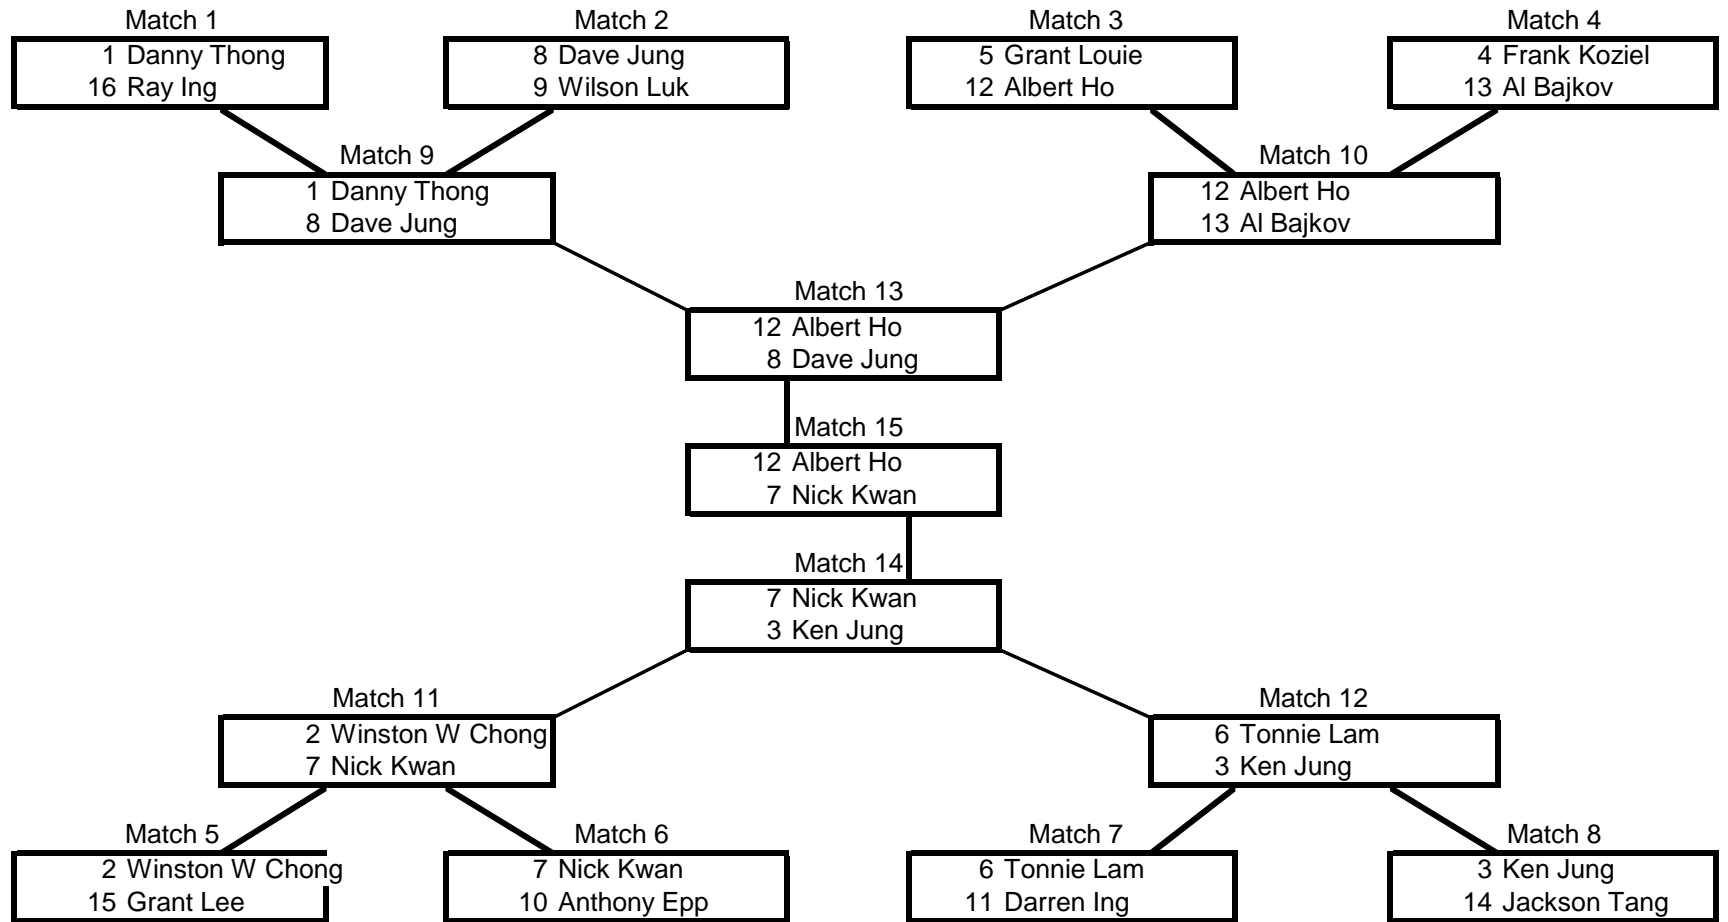 Match 1
1 Danny Thong
16 Ray Ing
Match 2
8 Dave Jung
9 Wilson Luk
Match 3
5 Grant Louie
12 Albert Ho
Match 4
4 Frank Koziel
13 Al Bajkov
Match 9
1 Danny Thong
8 Dave Jung
Match 10
12 Albert Ho
13 Al Bajkov
Match 13
12 Albert Ho
8 Dave Jung
Match 15
12 Albert Ho
7 Nick Kwan
Match 14
7 Nick Kwan
3 Ken Jung
Match 11
2 Winston W Chong
7 Nick Kwan
Match 12
6 Tonnie Lam
3 Ken Jung
Match 5
2 Winston W Chong
15 Grant Lee
Match 6
7 Nick Kwan
10 Anthony Epp
Match 7
6 Tonnie Lam
11 Darren Ing
Match 8
3 Ken Jung
14 Jackson Tang